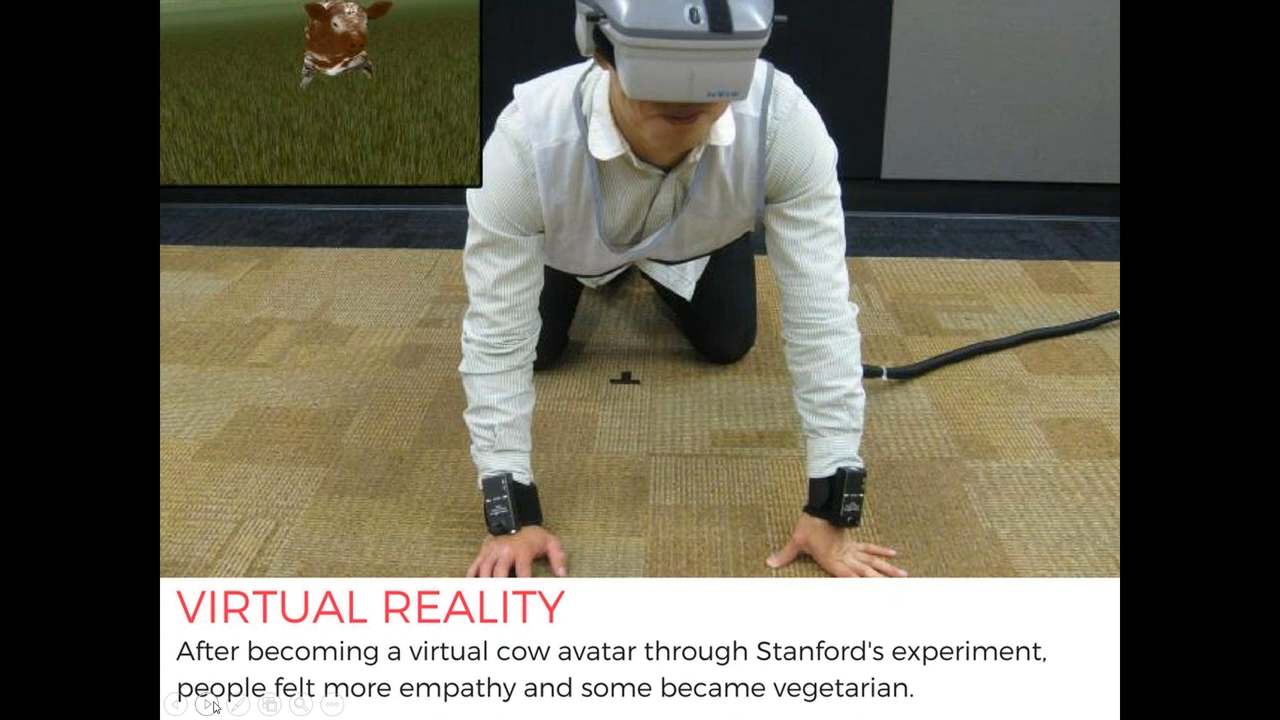 VIRTUAL REALITY
After becoming a virtual cow avatar through Stanford's experiment,
people felt more empathy and some became vegetarian.